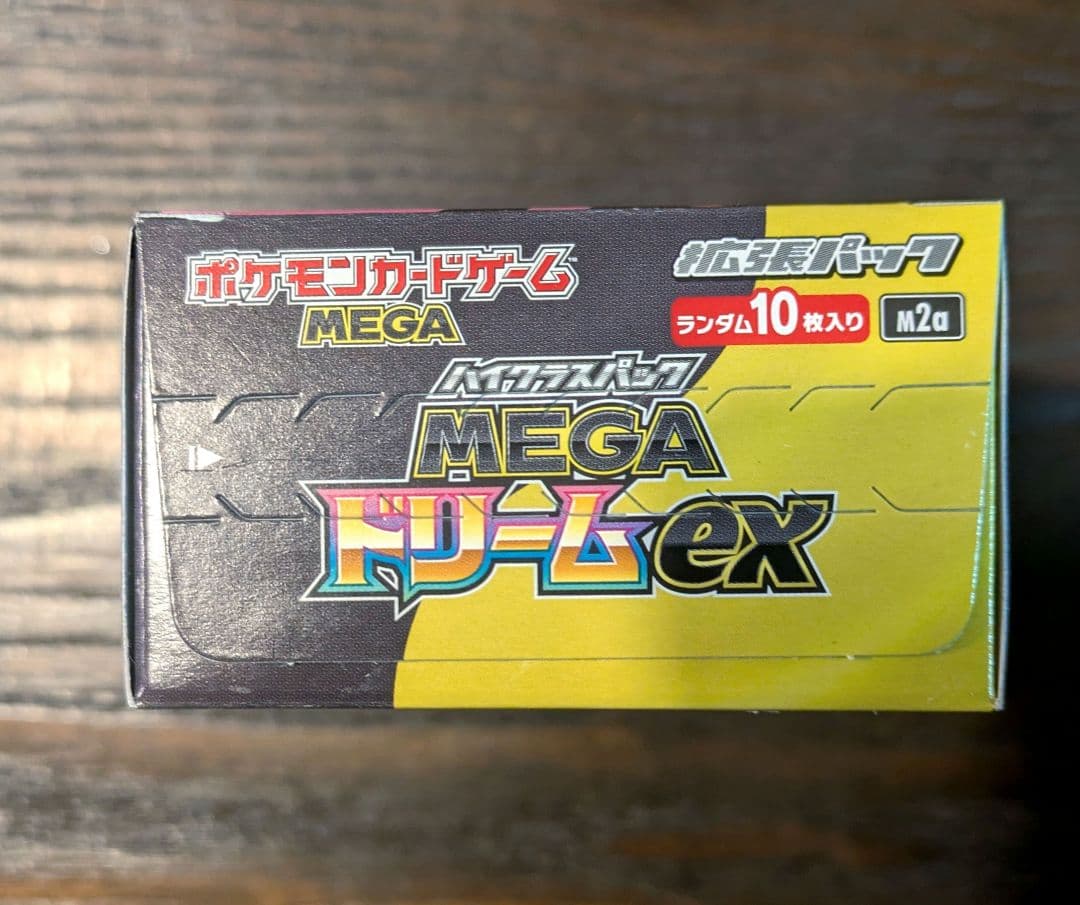 ポケモンカードゲーム™
MEGA
拡張パック
ランダム10枚入り
M2a
ハイクラスパック
MEGA
ドリームex